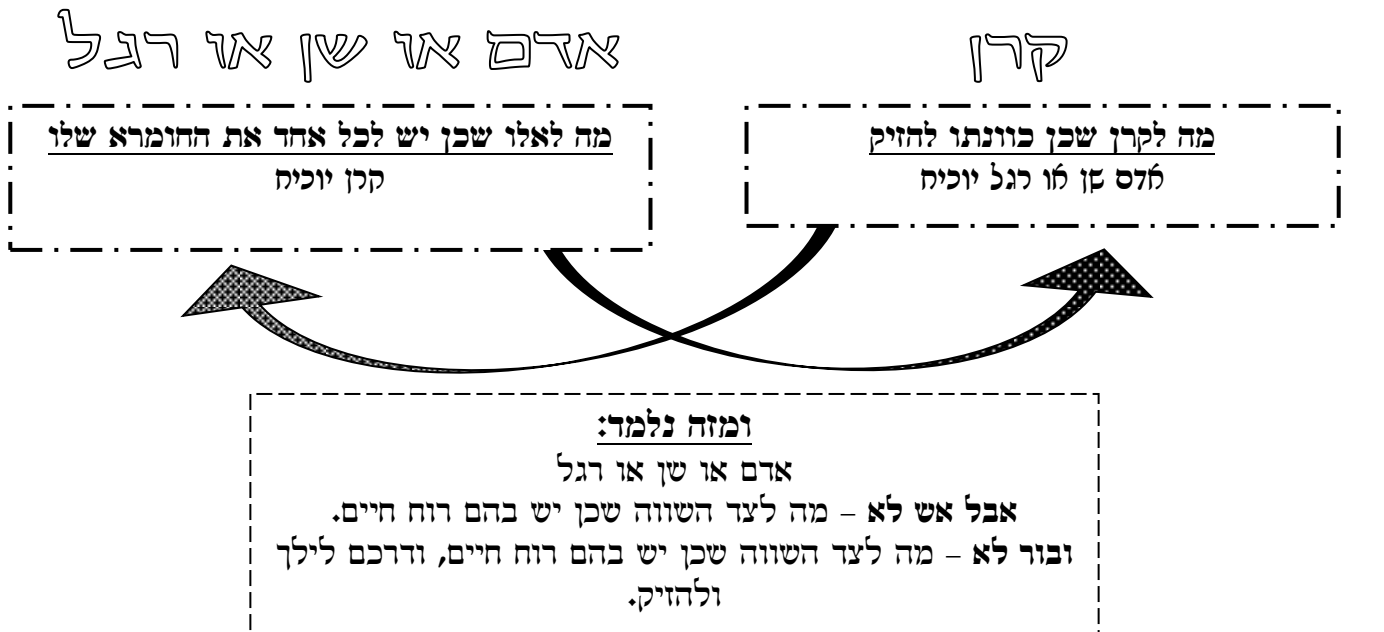 קרן
מה לקרן שכן כוונתו להזיק
אדם שן או רגל יוכיח
אדם או שן או רגל
מה לאלו שכן יש לכל אחד את החומרא שלו
קרן יוכיח
ומזה נלמד:
אדם או שן או רגל
אבל אש לא – מה לצד השווה שכן יש בהם רוח חיים.
ובור לא – מה לצד השווה שכן יש בהם רוח חיים, ודרכם לילך
ולהזיק.